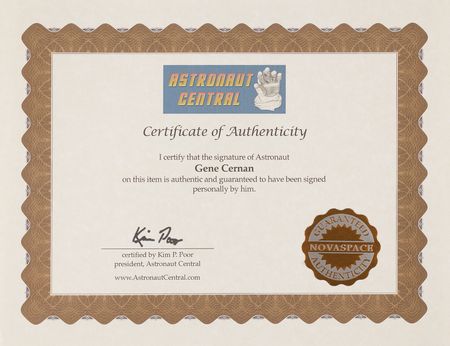 ASTRONAUT
CENTRAL
Certificate of Authenticity
I certify that the signature of Astronaut
Gene Cernan
on this item is authentic and guaranteed to have been signed
personally by him.
Kim Poor
certified by Kim P. Poor
president, Astronaut Central
www.AstronautCentral.com
GUARANTEED
NOVASPACE
AUTHENTICITY